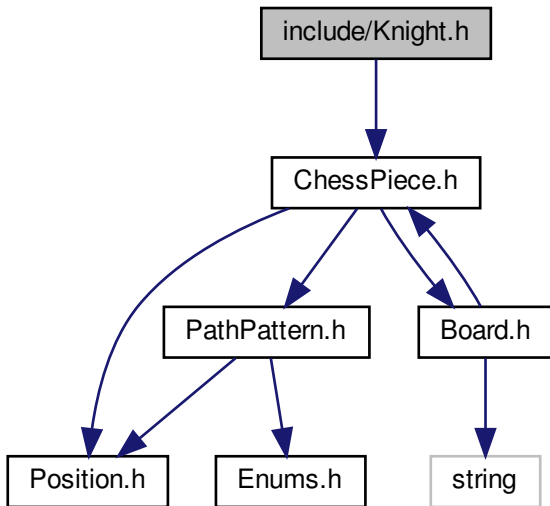 include/Knight.h
ChessPiece.h
PathPattern.h
Board.h
Position.h
Enums.h
string